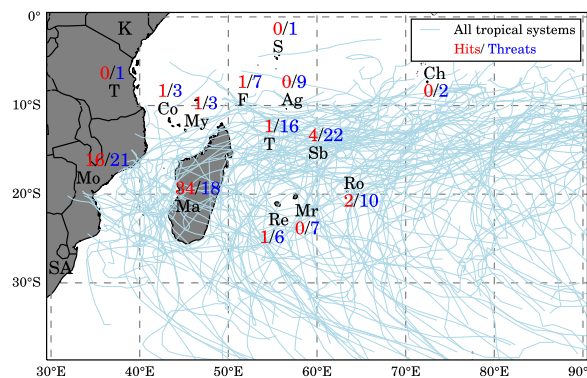 0°
10°S
20°S
30°S
30°E
40°E
50°E
60°E
70°E
80°E
90°E
All tropical systems
Hits/ Threats
K
0/1
S
0/1
T
1/3
Co
1/3
My
1/7
F
0/9
Ag
Ch
0/2
1/16
T
4/22
Sb
16/21
Mo
34/18
Ma
Ro
2/10
Re
1/6
Mr
0/7
SA